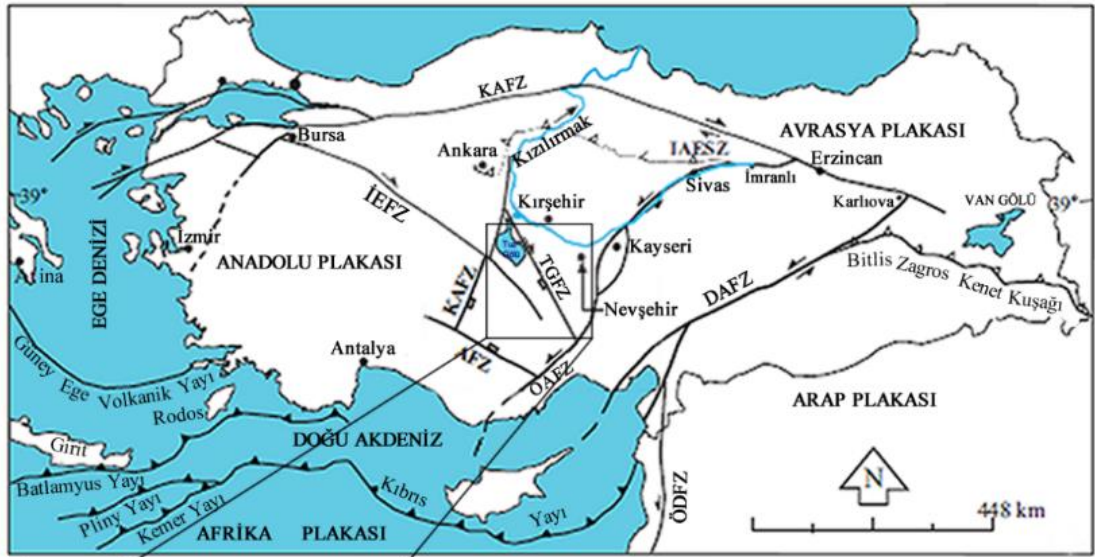 KAFZ
AVRASYA PLAKASI
Bursa
Ankara
Kızılırmak
IAESZ
Erzincan
İmranlı
Sivas
39°
İEFZ
Kırşehir
Karlıova
VAN GÖLÜ
39°
EGE DENİZİ
İzmir
Atina
ANADOLU PLAKASI
Kayseri
KAFZ
TGFZ
DAFZ
Bitlis Zagros Kenet Kuşağı
Nevşehir
Antalya
AFZ
OAFZ
Güney Ege Volkanik Yayı
Rodos
ARAP PLAKASI
Girit
DOĞU AKDENİZ
Batlamyus Yayı
Pliny Yayı
Kemer Yayı
Kıbrıs Yayı
ÖDFZ
N
448 km
AFRİKA PLAKASI